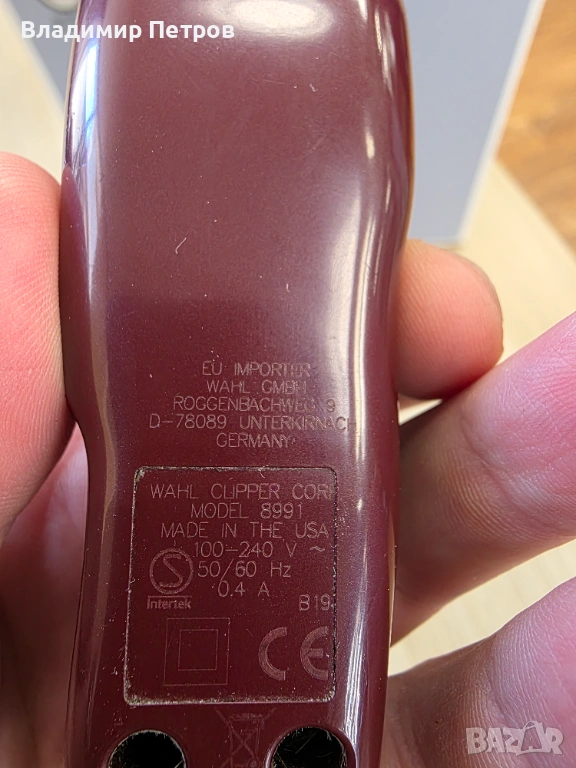 Владимир Петров
EU IMPORTER
WAHL GMBH
ROGGENBACHWEG 9
D-78089 UNTERKIRNACH
GERMANY
WAHL CLIPPER CORP
MODEL 8991
MADE IN THE USA
100-240 V ~
50/60 Hz
0.4 A
S
Intertek
B19
CE
BAZAR